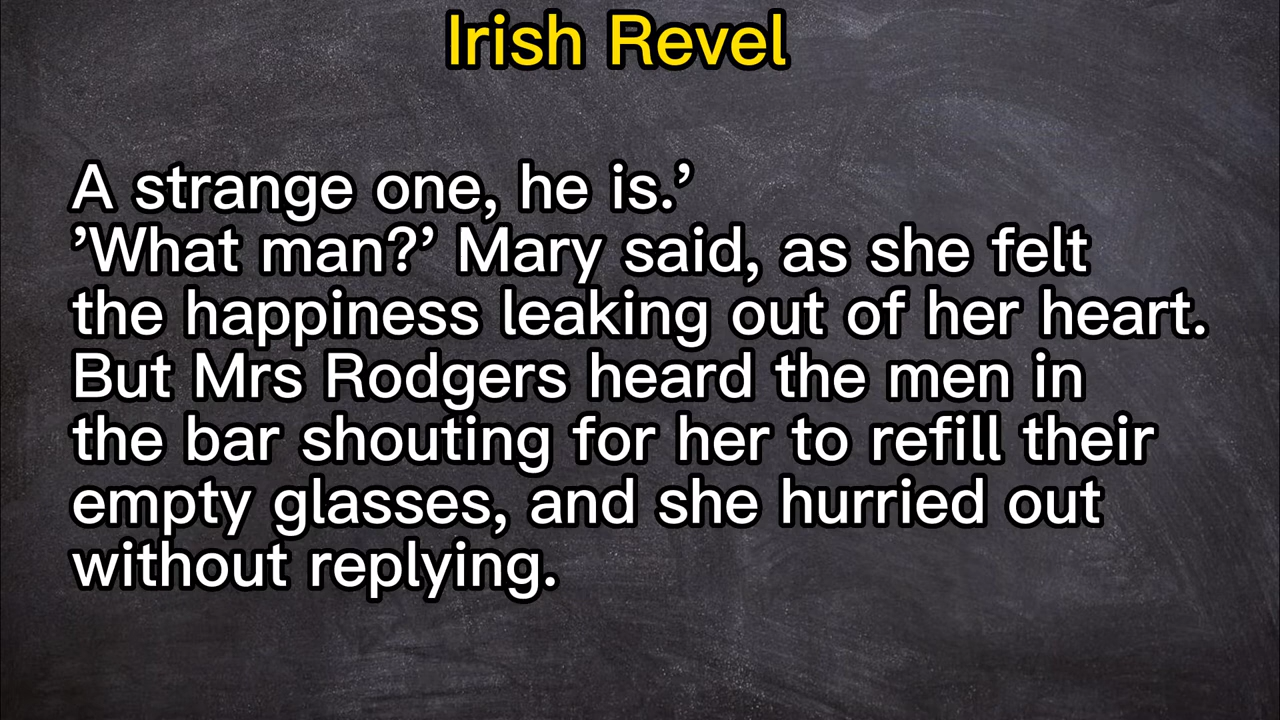 Irish Revel
A strange one, he is.’
’What man?’ Mary said, as she felt
the happiness leaking out of her heart.
But Mrs Rodgers heard the men in
the bar shouting for her to refill their
empty glasses, and she hurried out
without replying.